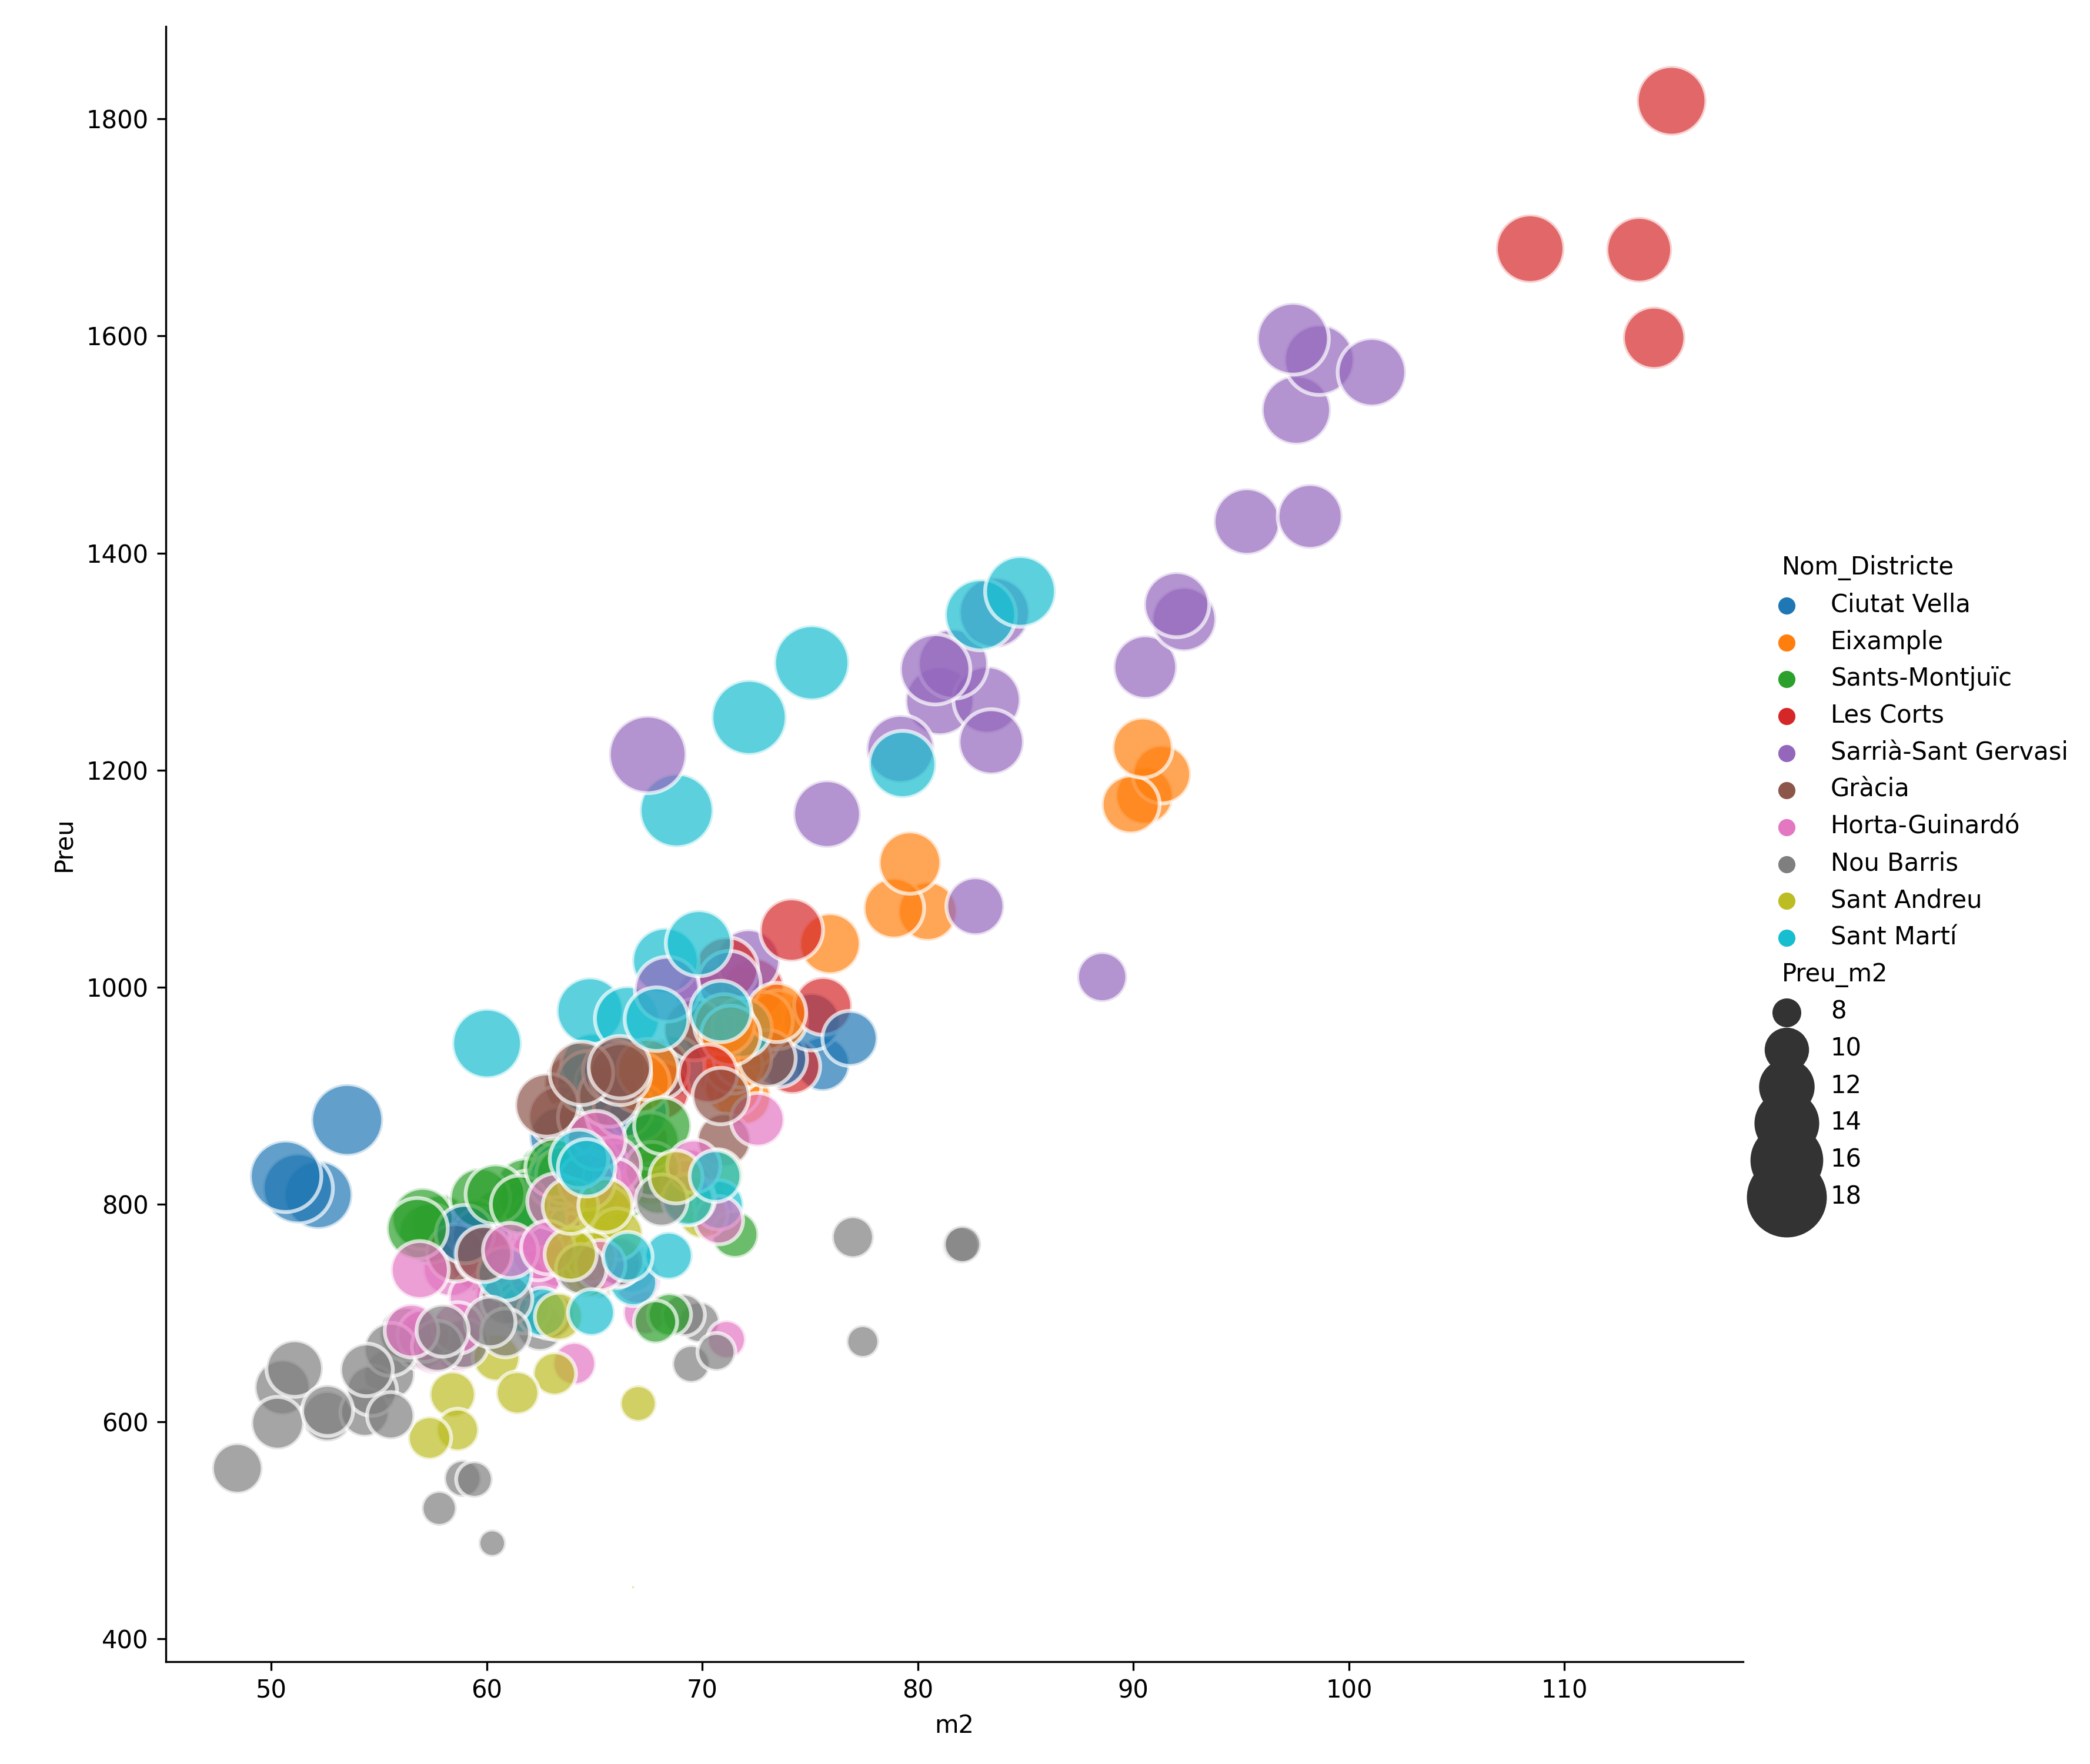 1800
1600
1400
1200
1000
800
600
400
Preu
50 60 70 80 90 100 110
m2
Nom_Districte
Ciutat Vella
Eixample
Sants-Montjuïc
Les Corts
Sarrià-Sant Gervasi
Gràcia
Horta-Guinardó
Nou Barris
Sant Andreu
Sant Martí
Preu_m2
8
10
12
14
16
18